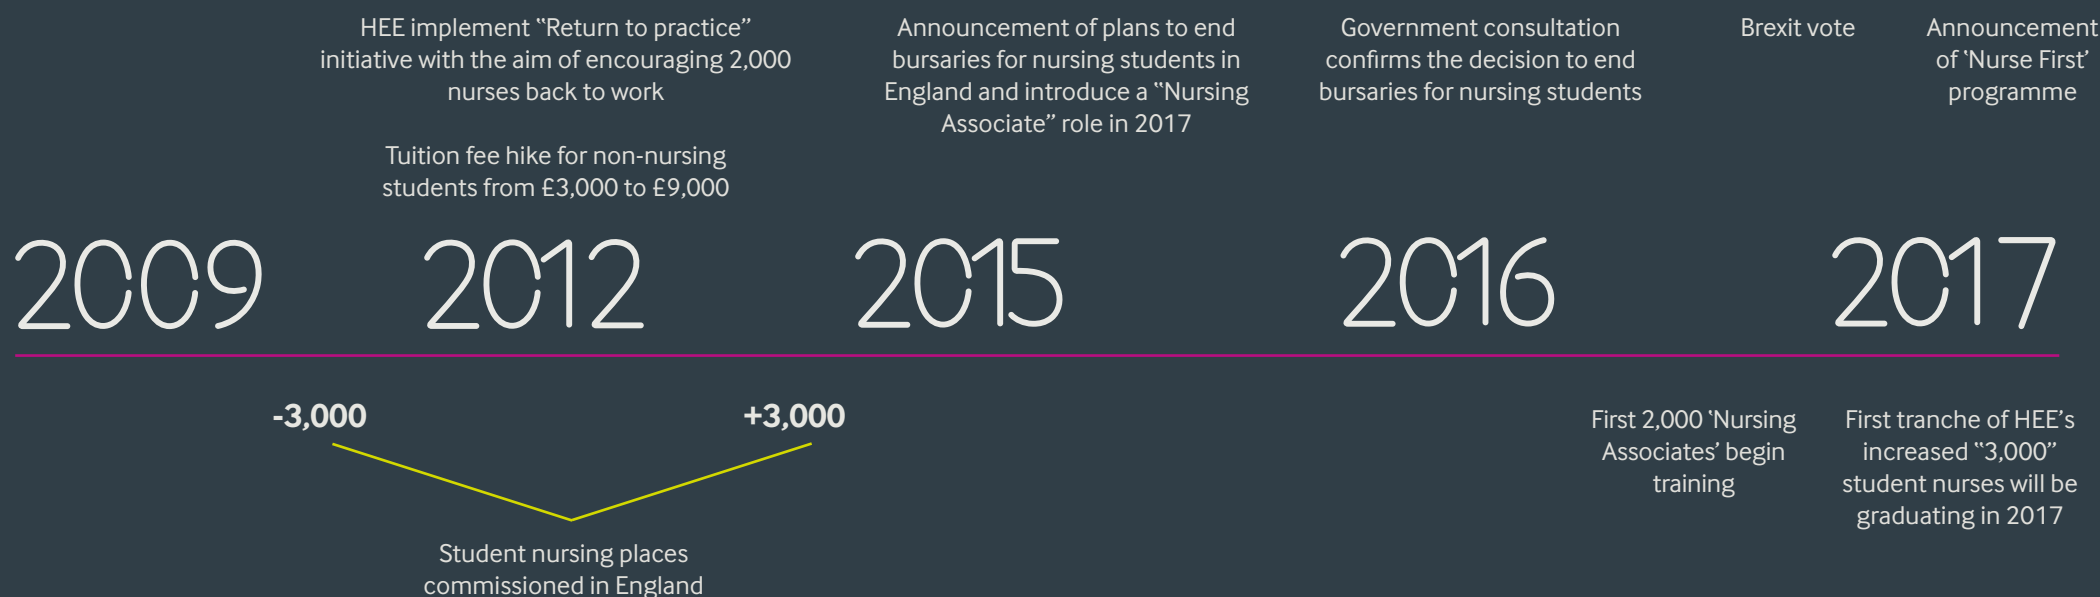 HEE implement “Return to practice”
initiative with the aim of encouraging 2,000
nurses back to work
Tuition fee hike for non-nursing
students from £3,000 to £9,000
Announcement of plans to end
bursaries for nursing students in
England and introduce a “Nursing
Associate” role in 2017
Government consultation
confirms the decision to end
bursaries for nursing students
Brexit vote
Announcement
of ‘Nurse First’
programme
2009
2012
2015
2016
2017
-3,000
+3,000
Student nursing places
commissioned in England
First 2,000 ‘Nursing
Associates’ begin
training
First tranche of HEE’s
increased “3,000”
student nurses will be
graduating in 2017